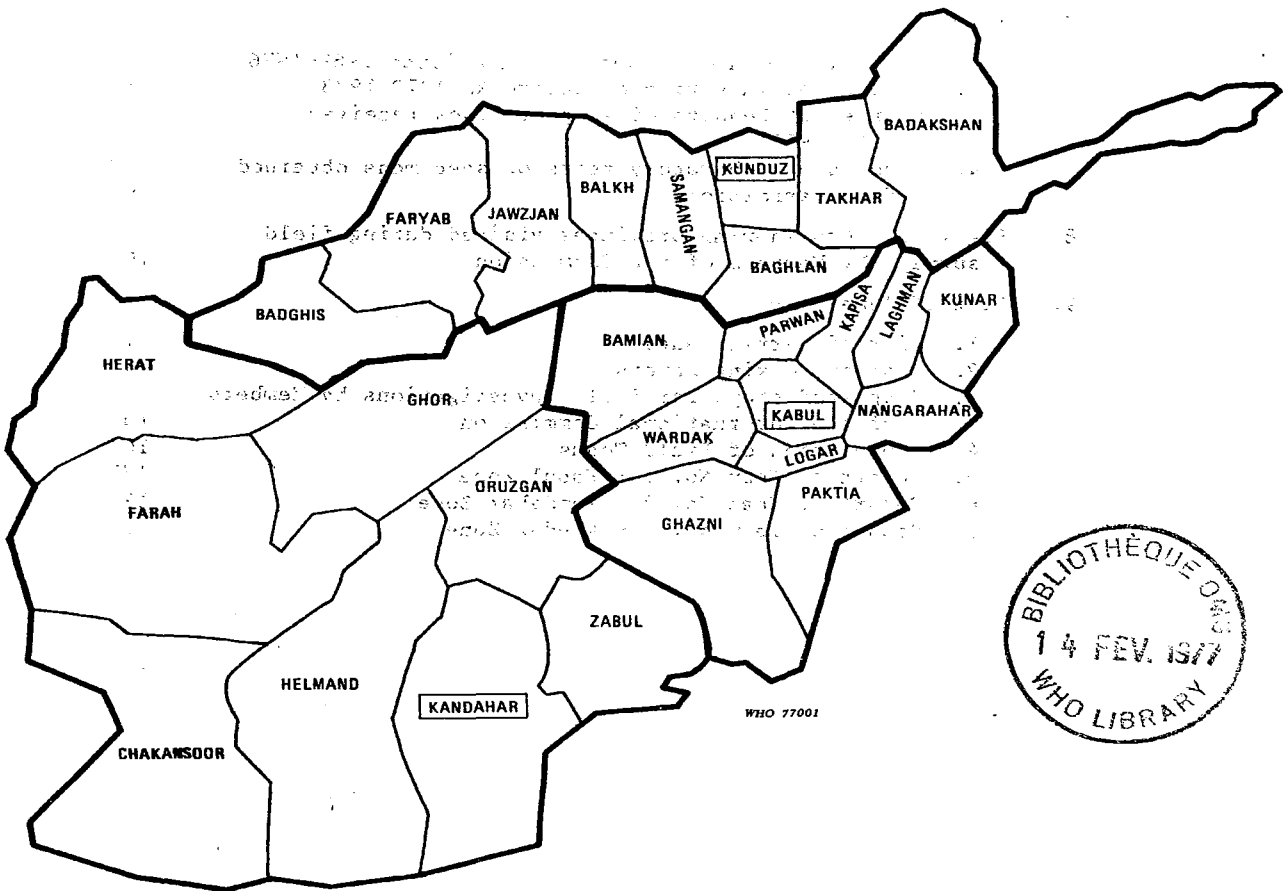 BADAKSHAN
KUNDUZ
TAKHAR
BALKH
SAMANGAN
JAWZJAN
FARYAB
BAGHLAN
KUNAR
LAGHMAN
KAPISA
PARWAN
BADGHIS
BAMIAN
HERAT
GHOR
KABUL
NANGARAHAR
WARDAK
LOGAR
ORUZGAN
PAKTIA
FARAH
GHAZNI
ZABUL
HELMAND
KANDAHAR
CHAKANSOOR
WHO 77001
BIBLIOTHÈQUE OMS
14 FEV. 1977
WHO LIBRARY